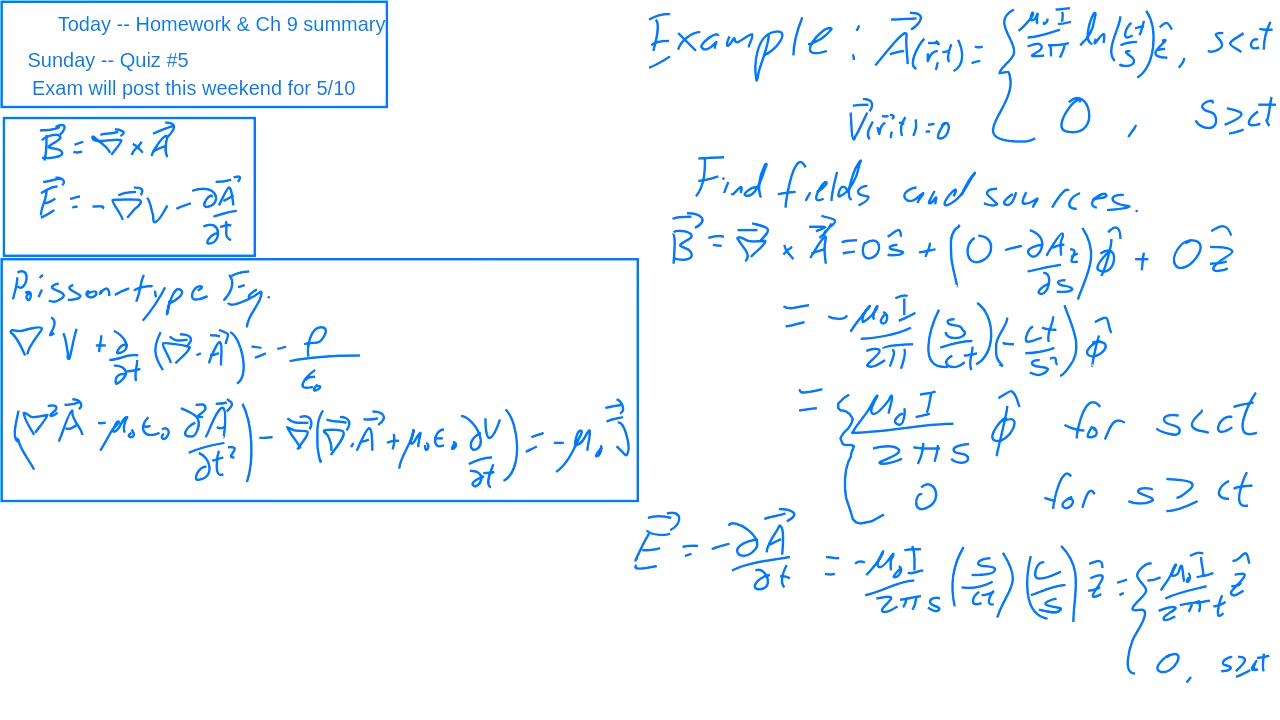 Today -- Homework & Ch 9 summary
Sunday -- Quiz #5
Exam will post this weekend for 5/10
B⃗ = ∇⃗ × A⃗
E⃗ = -∇⃗V - ∂A⃗/∂t
Poisson-type Eq.
∇²V + ∂/∂t (∇⃗·A⃗) = -ρ/ε₀
(∇²A⃗ - μ₀ε₀ ∂²A⃗/∂t²) - ∇⃗(∇⃗·A⃗ + μ₀ε₀ ∂V/∂t) = -μ₀J⃗
Example: A⃗(r⃗,t) = { μ₀I/2π ln(ct/s) ẑ, s<ct
0, s≥ct
V⃗(r⃗,t)=0
Find fields and sources.
B⃗ = ∇⃗ × A⃗ = 0ŝ + (0 - ∂A_z/∂s)ϕ̂ + 0ẑ
= -μ₀I/2π (s/ct)(-ct/s²)ϕ̂
= { μ₀I/2πs ϕ̂ for s<ct
0 for s≥ct
E⃗ = -∂A⃗/∂t = -μ₀I/2πs (s/ct)(c/s) ẑ = { -μ₀I/2πt ẑ
0, s≥ct